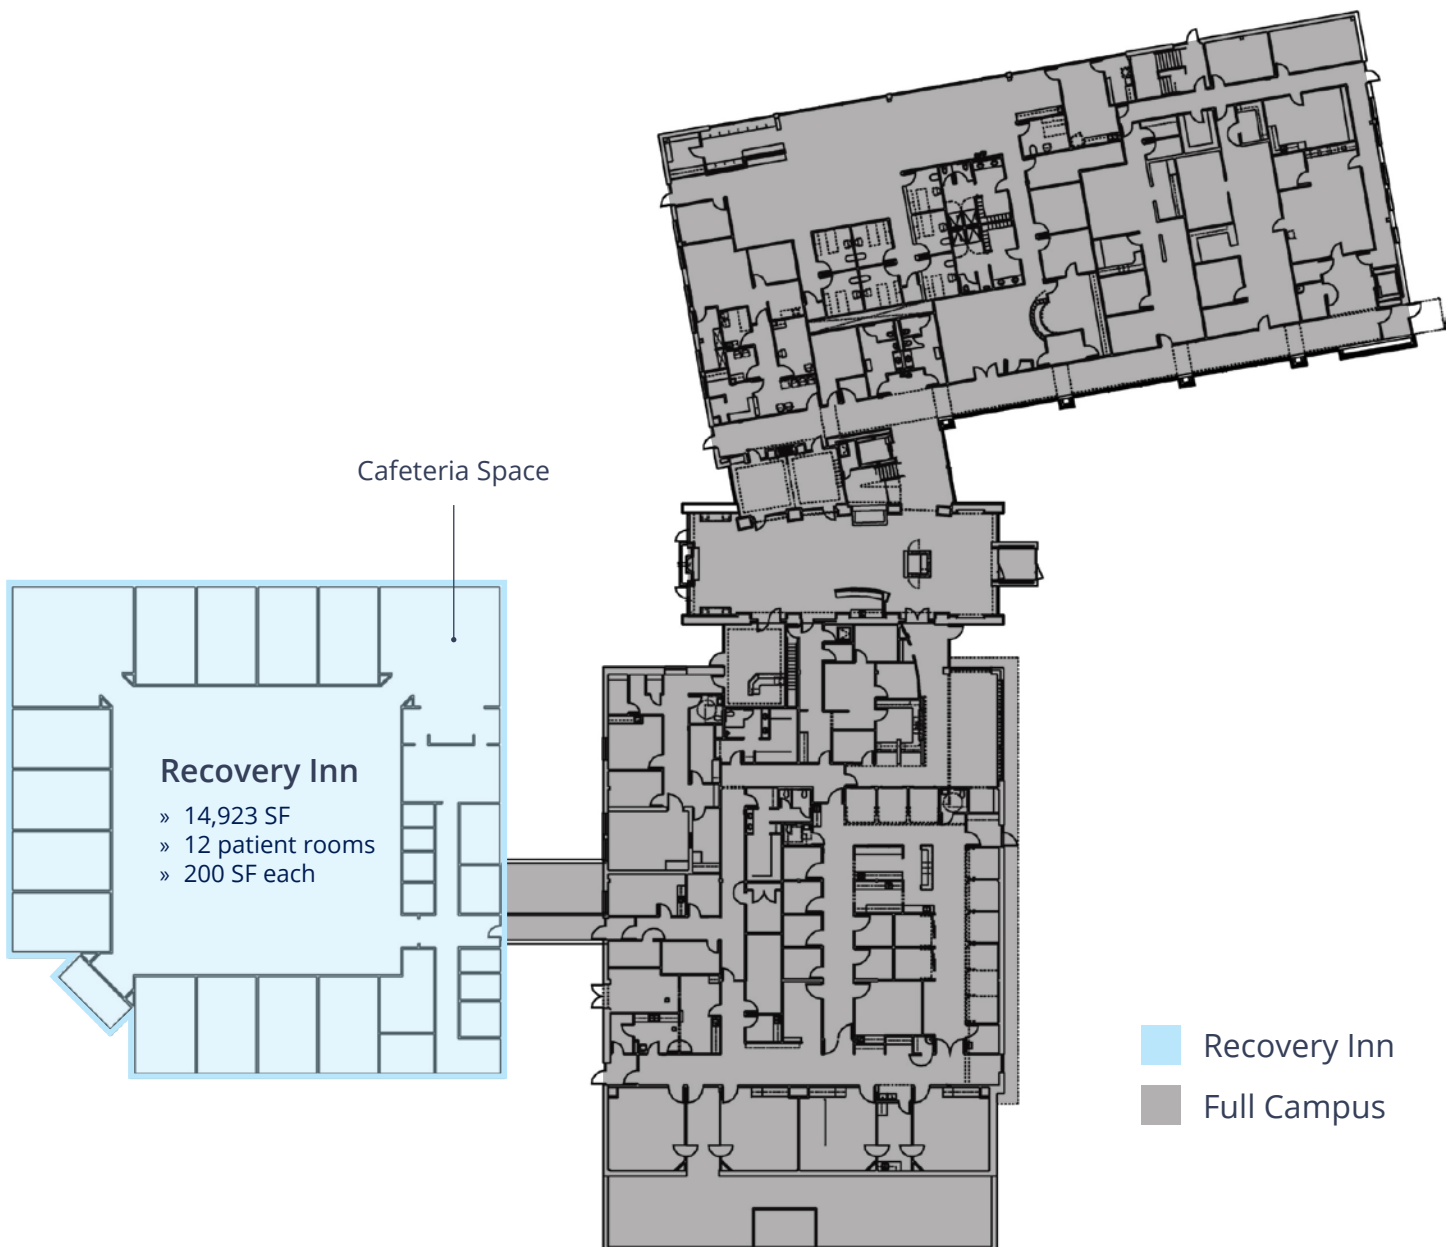 Cafeteria Space
Recovery Inn
» 14,923 SF
» 12 patient rooms
» 200 SF each
Recovery Inn
Full Campus